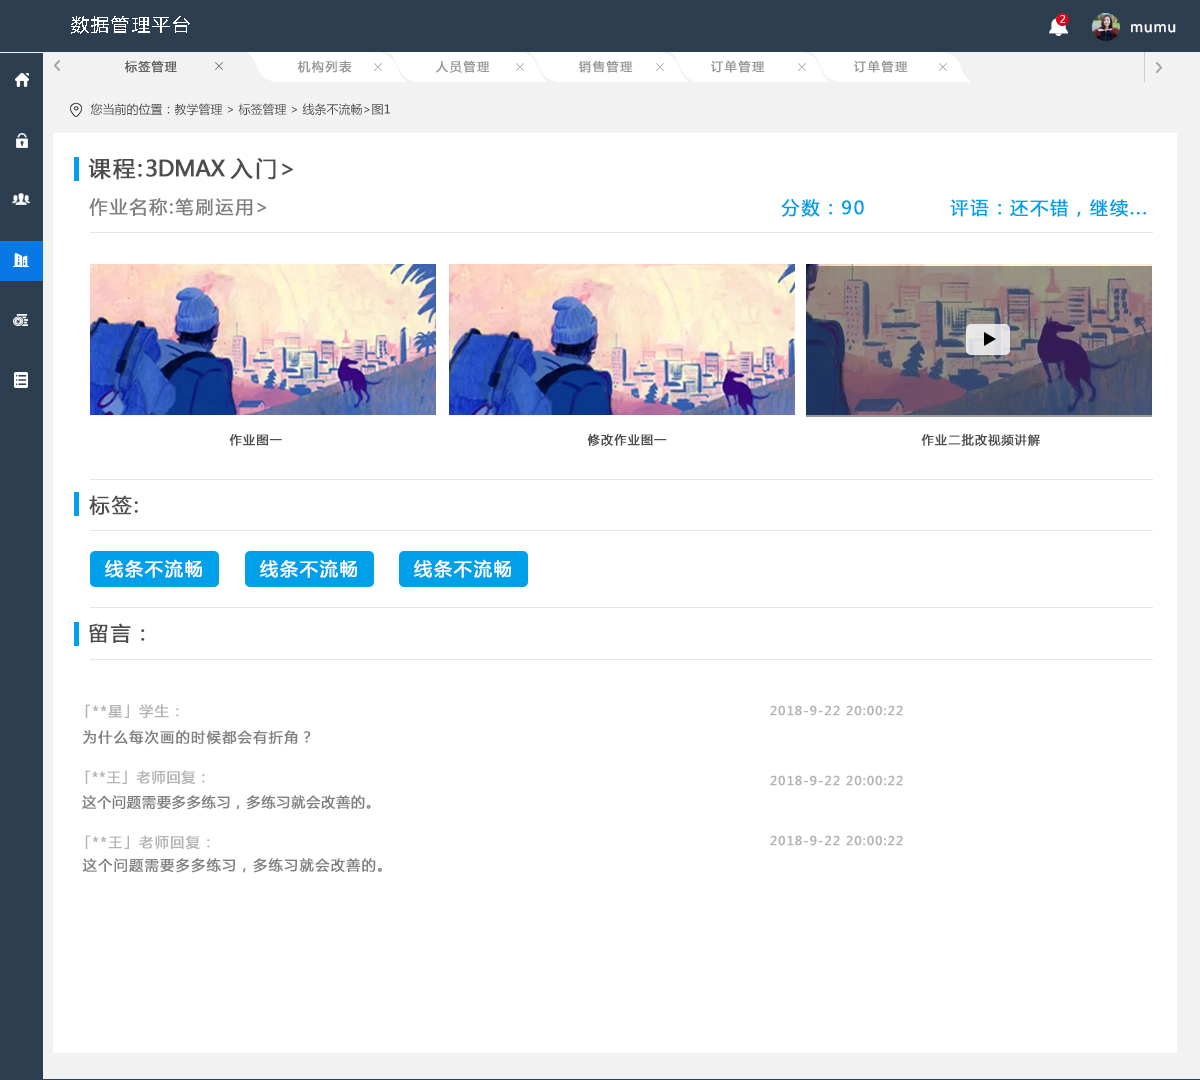 数据管理平台
2
mumu
标签管理
机构列表
人员管理
销售管理
订单管理
订单管理
您当前的位置：教学管理 > 标签管理 > 线条不流畅>图1
课程:3DMAX 入门>
作业名称:笔刷运用>
分数：90
评语：还不错，继续...
作业图一
修改作业图一
作业二批改视频讲解
标签:
线条不流畅
线条不流畅
线条不流畅
留言：
「**星」学生：
2018-9-22 20:00:22
为什么每次画的时候都会有折角？
「**王」老师回复：
2018-9-22 20:00:22
这个问题需要多多练习，多练习就会改善的。
「**王」老师回复：
2018-9-22 20:00:22
这个问题需要多多练习，多练习就会改善的。